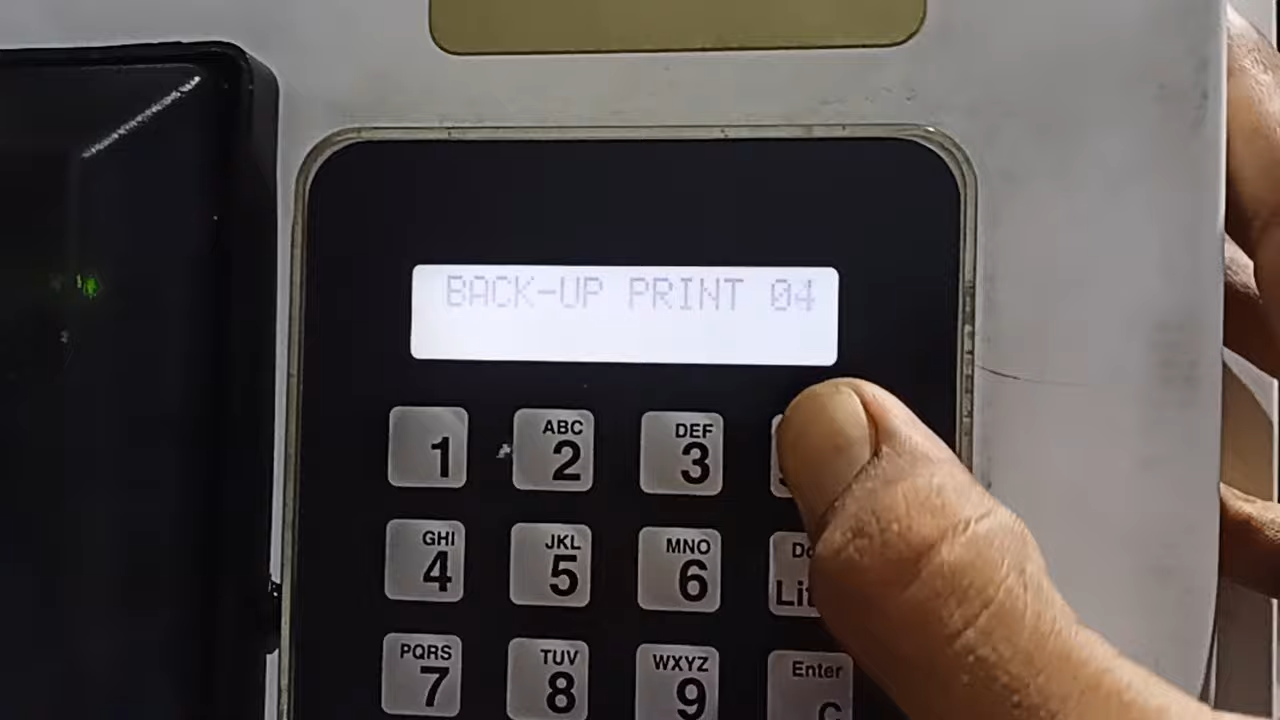 BACK-UP PRINT 04
1
ABC
2
DEF
3
GHI
4
JKL
5
MNO
6
PQRS
7
TUV
8
WXYZ
9
Enter